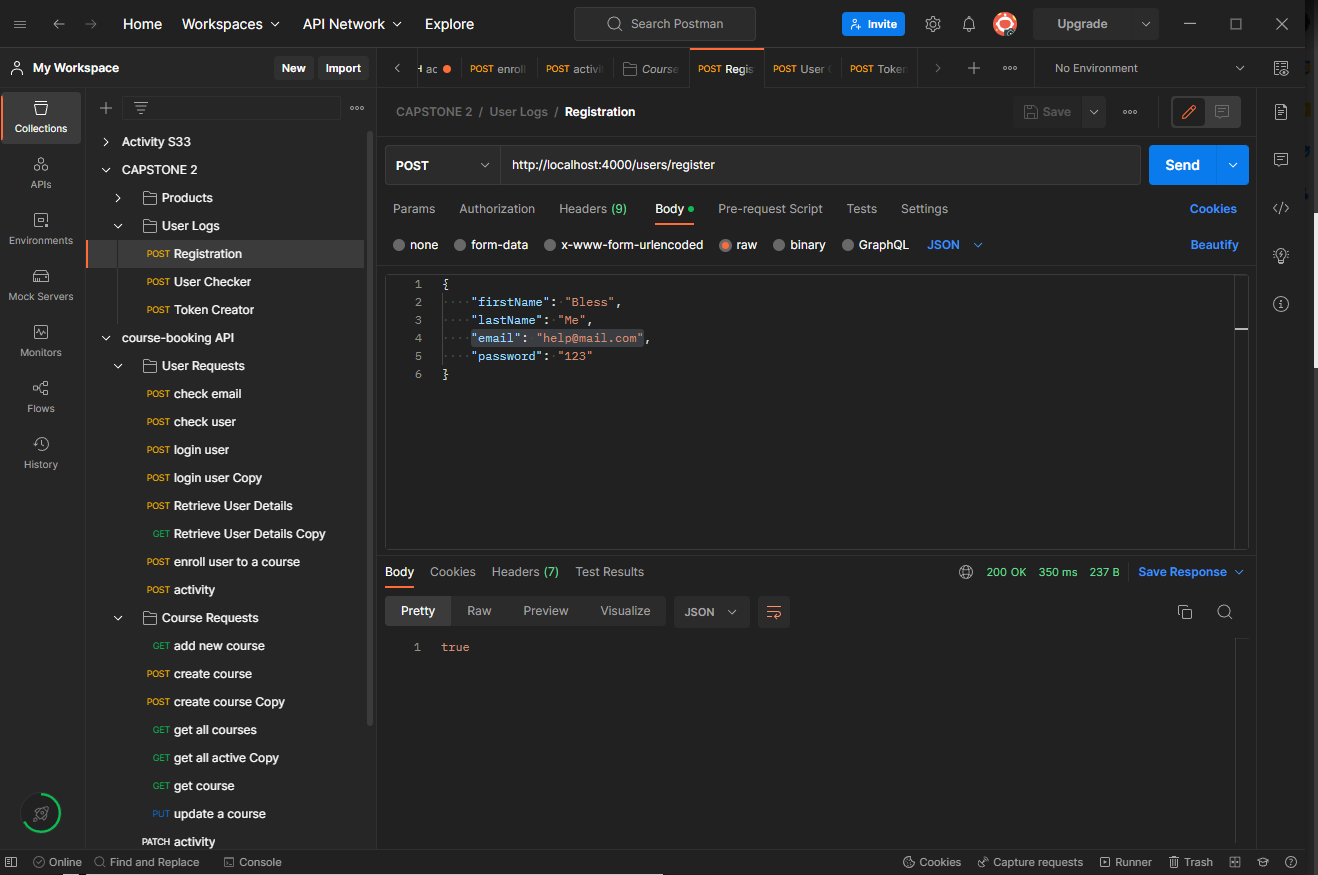 Home Workspaces API Network Explore Search Postman Invite Upgrade
My Workspace New Import
POST enroll POST activi Course POST Regis POST User POST Token No Environment
Collections
APIs
Environments
Mock Servers
Monitors
Flows
History
Activity S33
CAPSTONE 2
Products
User Logs
POST Registration
POST User Checker
POST Token Creator
course-booking API
User Requests
POST check email
POST check user
POST login user
POST login user Copy
POST Retrieve User Details
GET Retrieve User Details Copy
POST enroll user to a course
POST activity
Course Requests
GET add new course
POST create course
POST create course Copy
GET get all courses
GET get all active Copy
GET get course
PUT update a course
PATCH activity
CAPSTONE 2 / User Logs / Registration Save
POST http://localhost:4000/users/register Send
Params Authorization Headers (9) Body Pre-request Script Tests Settings Cookies
none form-data x-www-form-urlencoded raw binary GraphQL JSON Beautify
1 {
2 "firstName": "Bless",
3 "lastName": "Me",
4 "email": "help@mail.com",
5 "password": "123"
6 }
Body Cookies Headers (7) Test Results 200 OK 350 ms 237 B Save Response
Pretty Raw Preview Visualize JSON
1 true
Online Find and Replace Console Cookies Capture requests Runner Trash